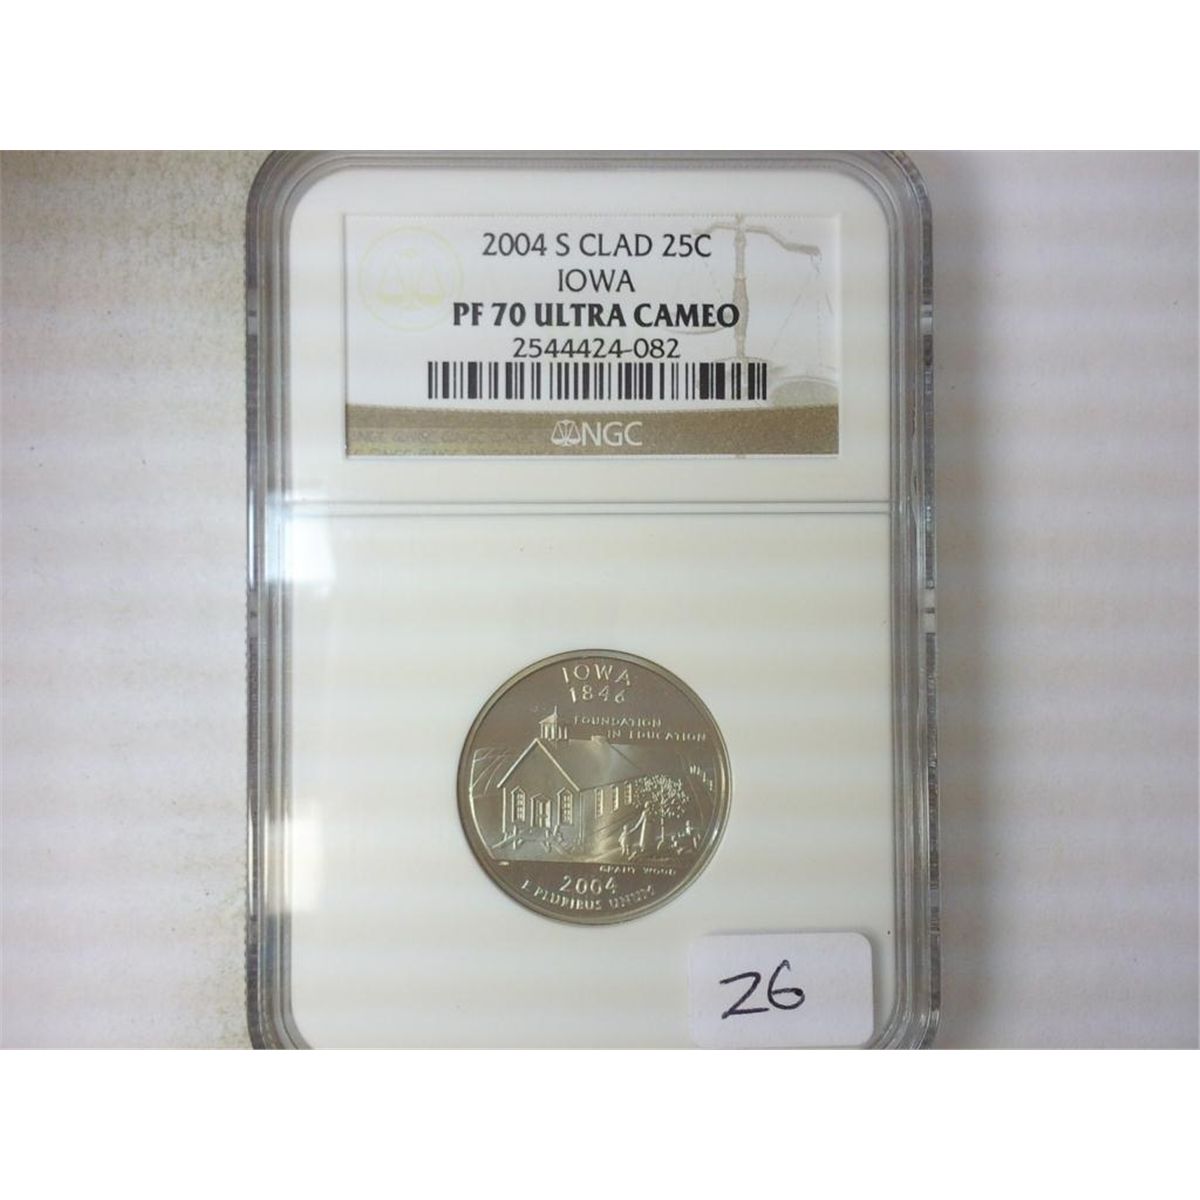 2004 S CLAD 25C
IOWA
PF 70 ULTRA CAMEO
2544424-082
NGC
IOWA
1846
FOUNDATION
IN EDUCATION
GRANT WOOD
2004
E PLURIBUS UNUM
26